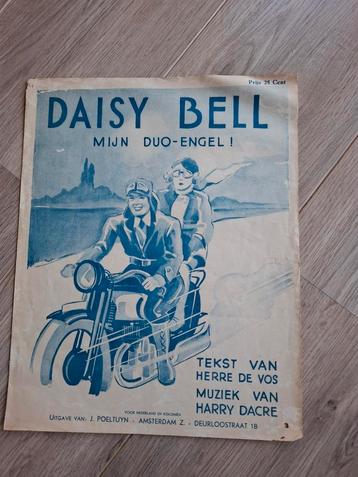 Prijs 25 Cent
DAISY BELL
MIJN DUO-ENGEL!
TEKST VAN
HERRE DE VOS
MUZIEK VAN
HARRY DACRE
VOOR NEDERLAND EN KOLONIËN
UITGAVE VAN: J. POELTUYN - AMSTERDAM Z. - DEURLOOSTRAAT 18